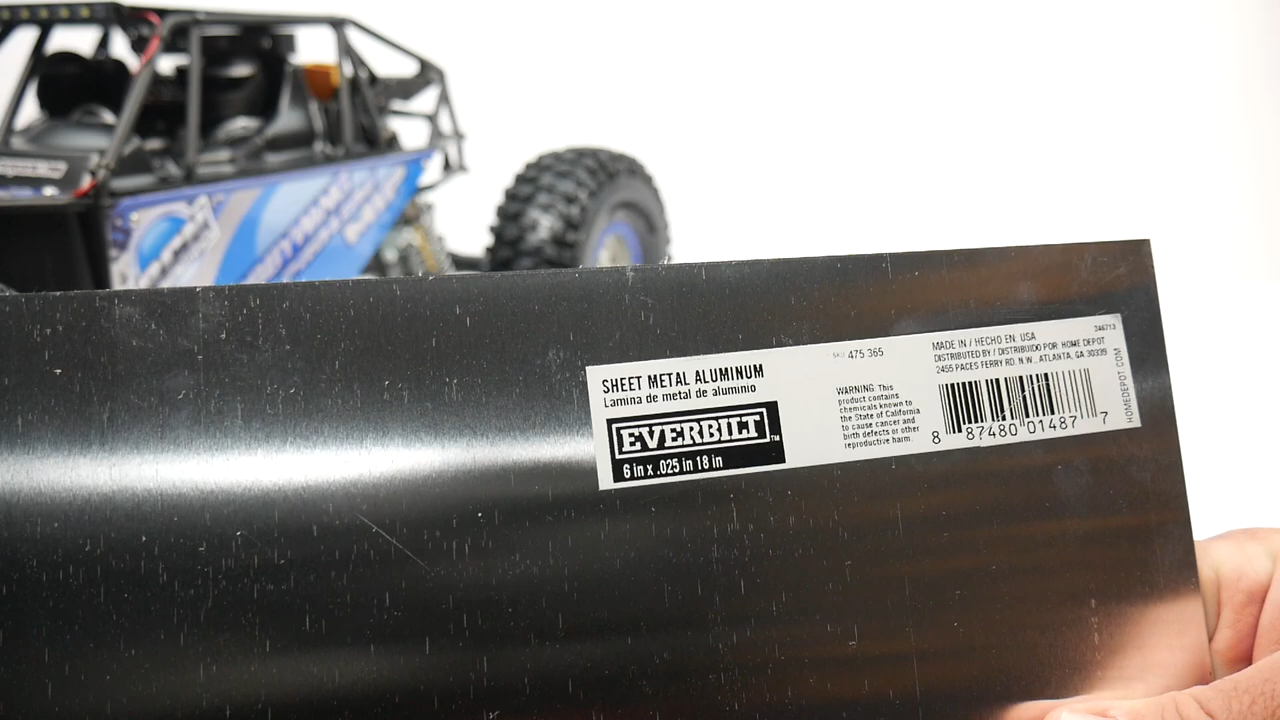 SHEET METAL ALUMINUM
Lamina de metal de aluminio
EVERBILT™
6 in x .025 in 18 in
SKU 475 365
WARNING: This
product contains
chemicals known to
the State of California
to cause cancer and
birth defects or other
reproductive harm.
346713
MADE IN / HECHO EN: USA
DISTRIBUTED BY / DISTRIBUIDO POR: HOME DEPOT
2455 PACES FERRY RD. N.W., ATLANTA, GA 30339
8 87480 01487 7
HOMEDEPOT.COM